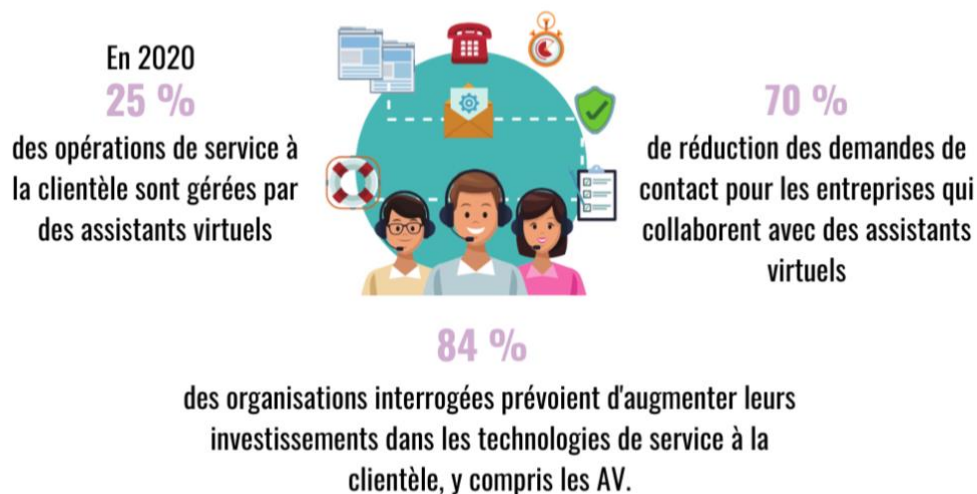 En 2020
25 %
des opérations de service à
la clientèle sont gérées par
des assistants virtuels
70 %
de réduction des demandes de
contact pour les entreprises qui
collaborent avec des assistants
virtuels
84 %
des organisations interrogées prévoient d'augmenter leurs
investissements dans les technologies de service à la
clientèle, y compris les AV.